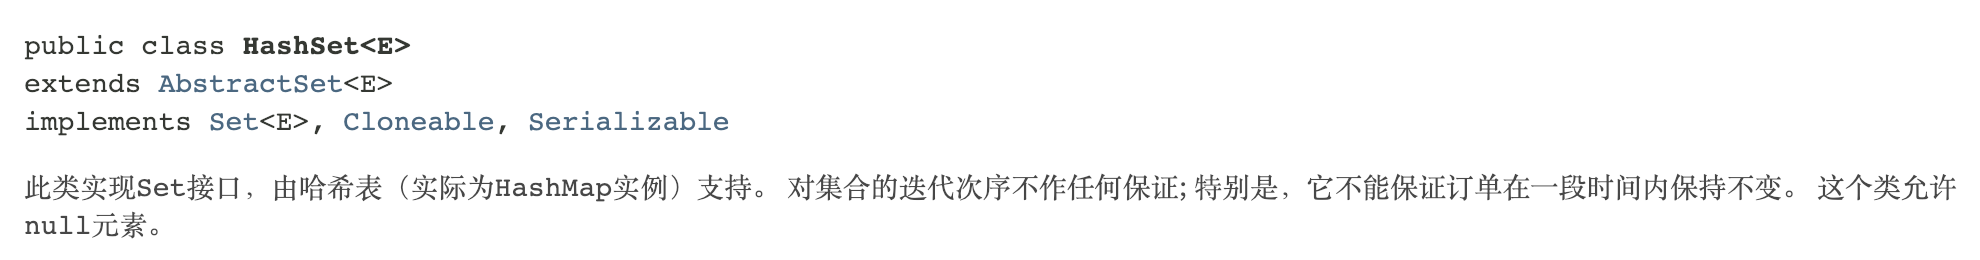 public class HashSet<E>
extends AbstractSet<E>
implements Set<E>, Cloneable, Serializable
此类实现Set接口，由哈希表（实际为HashMap实例）支持。 对集合的迭代次序不作任何保证; 特别是，它不能保证订单在一段时间内保持不变。 这个类允许
null元素。